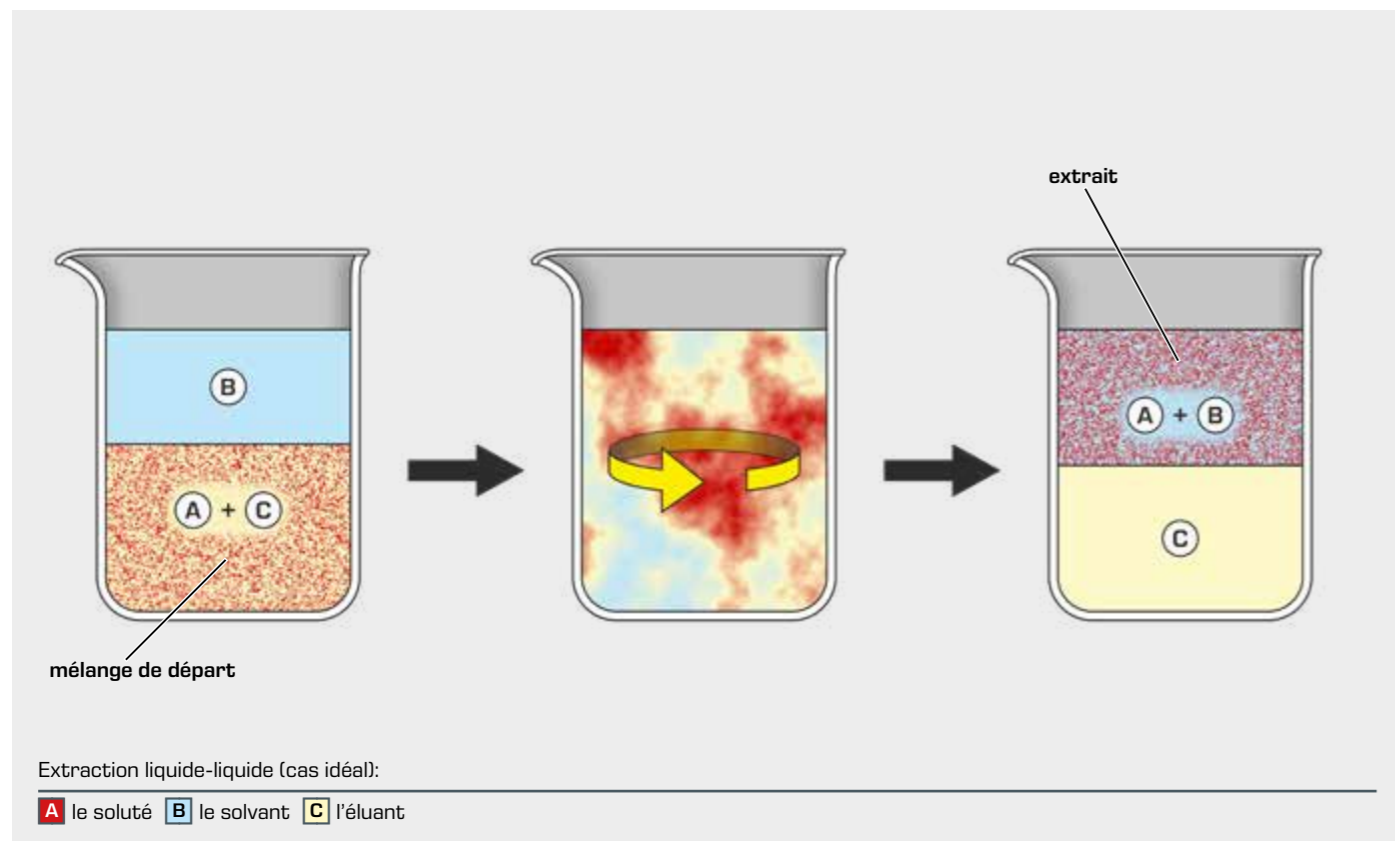 extrait
B
A + B
A + C
C
mélange de départ
Extraction liquide-liquide (cas idéal):
A le soluté B le solvant C l'éluant